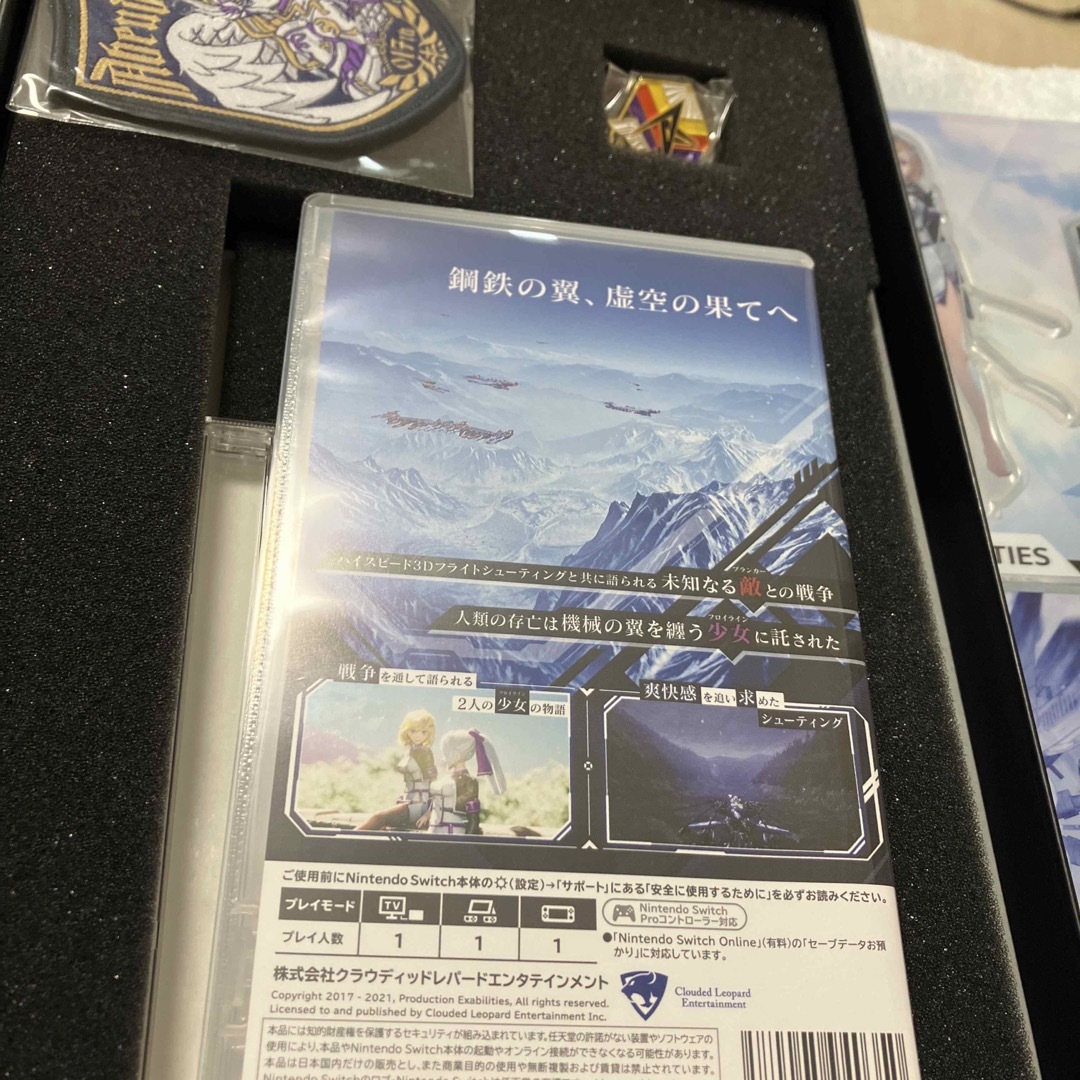 Olfin
鋼鉄の翼、虚空の果てへ
TIES
ハイスピード3Dフライトシューティングと共に語られる 未知なる敵との戦争
ブランカー
人類の存亡は機械の翼を纏う少女に託された
フロイライン
戦争を通して語られる
2人の少女の物語
フロイライン
爽快感を追い求めた
シューティング
ご使用前にNintendo Switch本体の(設定)→「サポート」にある「安全に使用するために」を必ずお読みください。
プレイモード
TV
プレイ人数
1
1
1
Nintendo Switch
Proコントローラー対応
●「Nintendo Switch Online」(有料)の「セーブデータお預
かり」に対応しています。
株式会社クラウディッドレパードエンタテインメント
Clouded Leopard
Entertainment
Copyright 2017 - 2021, Production Exabilities, All rights reserved.
Licensed to and published by Clouded Leopard Entertainment Inc.
本品には知的財産権を保護するセキュリティが組み込まれています。任天堂の許諾がない装置やソフトウェアの
使用により、本品やNintendo Switch本体の起動やオンライン接続ができなくなる可能性があります。
本品は日本国内だけの販売とし、また商業目的の使用や無断複製および賃貸は禁止されています。